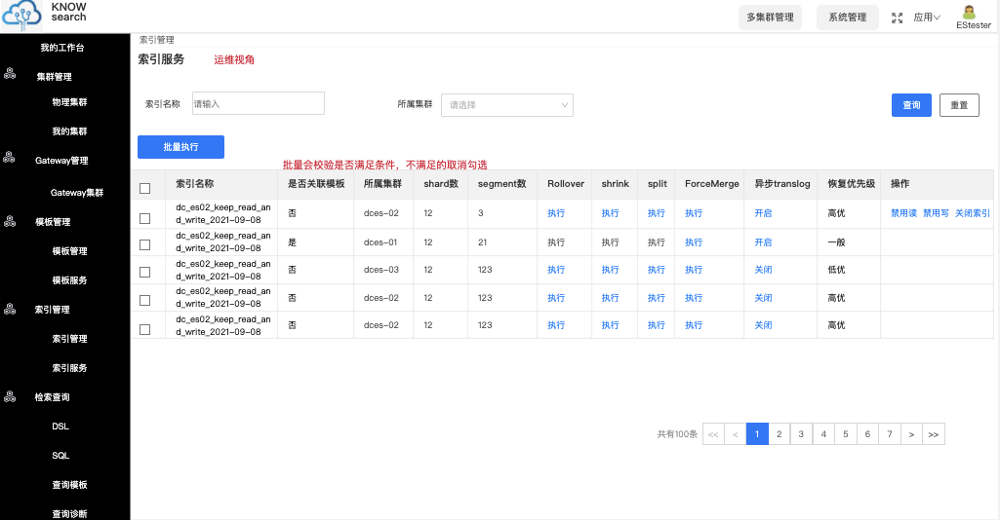 KNOW
search
多集群管理
系统管理
应用
EStester
我的工作台
集群管理
物理集群
我的集群
Gateway管理
Gateway集群
模板管理
模板管理
模板服务
索引管理
索引管理
索引服务
检索查询
DSL
SQL
查询模板
查询诊断
索引管理
索引服务 运维视角
索引名称 请输入 所属集群 请选择 查询 重置
批量执行
批量会校验是否满足条件，不满足的取消勾选
索引名称 是否关联模板 所属集群 shard数 segment数 Rollover shrink split ForceMerge 异步translog 恢复优先级 操作
dc_es02_keep_read_an
d_write_2021-09-08 否 dces-02 12 3 执行 执行 执行 执行 开启 高优 禁用读 禁用写 关闭索引
dc_es02_keep_read_an
d_write_2021-09-08 是 dces-01 12 21 执行 执行 执行 执行 开启 一般
dc_es02_keep_read_an
d_write_2021-09-08 否 dces-03 12 123 执行 执行 执行 执行 关闭 低优
dc_es02_keep_read_an
d_write_2021-09-08 否 dces-02 12 123 执行 执行 执行 执行 关闭 高优
dc_es02_keep_read_an
d_write_2021-09-08 否 dces-02 12 123 执行 执行 执行 执行 关闭 高优
共有100条 << < 1 2 3 4 5 6 7 > >>